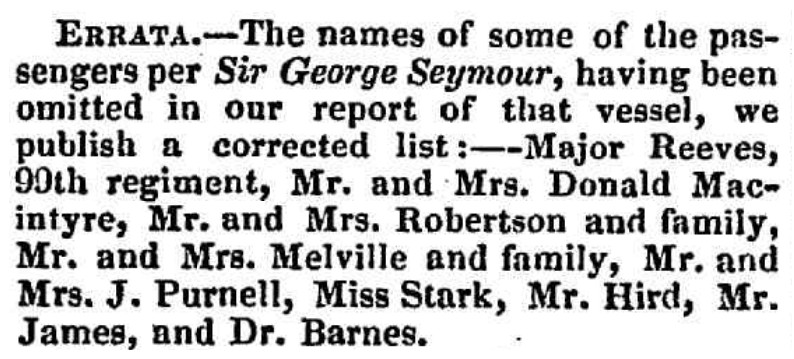 ERRATA.—The names of some of the pas-
sengers per Sir George Seymour, having been
omitted in our report of that vessel, we
publish a corrected list:—-Major Reeves,
99th regiment, Mr. and Mrs. Donald Mac-
intyre, Mr. and Mrs. Robertson and family,
Mr. and Mrs. Melville and family, Mr. and
Mrs. J. Purnell, Miss Stark, Mr. Hird, Mr.
James, and Dr. Barnes.